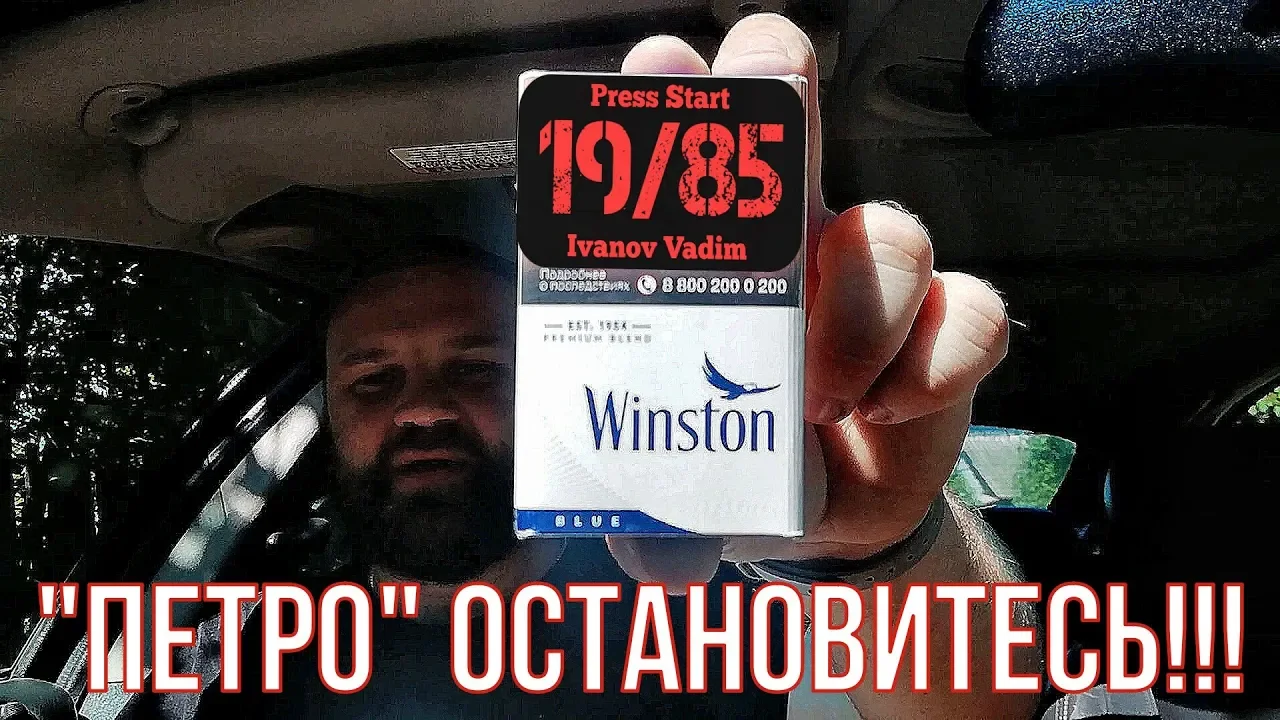 Press Start
19/85
Ivanov Vadim
Подробнее
о последствиях 8 800 200 0 200
EST. 1954
PREMIUM BLEND
Winston
BLUE
"ПЕТРО" ОСТАНОВИТЕСЬ!!!